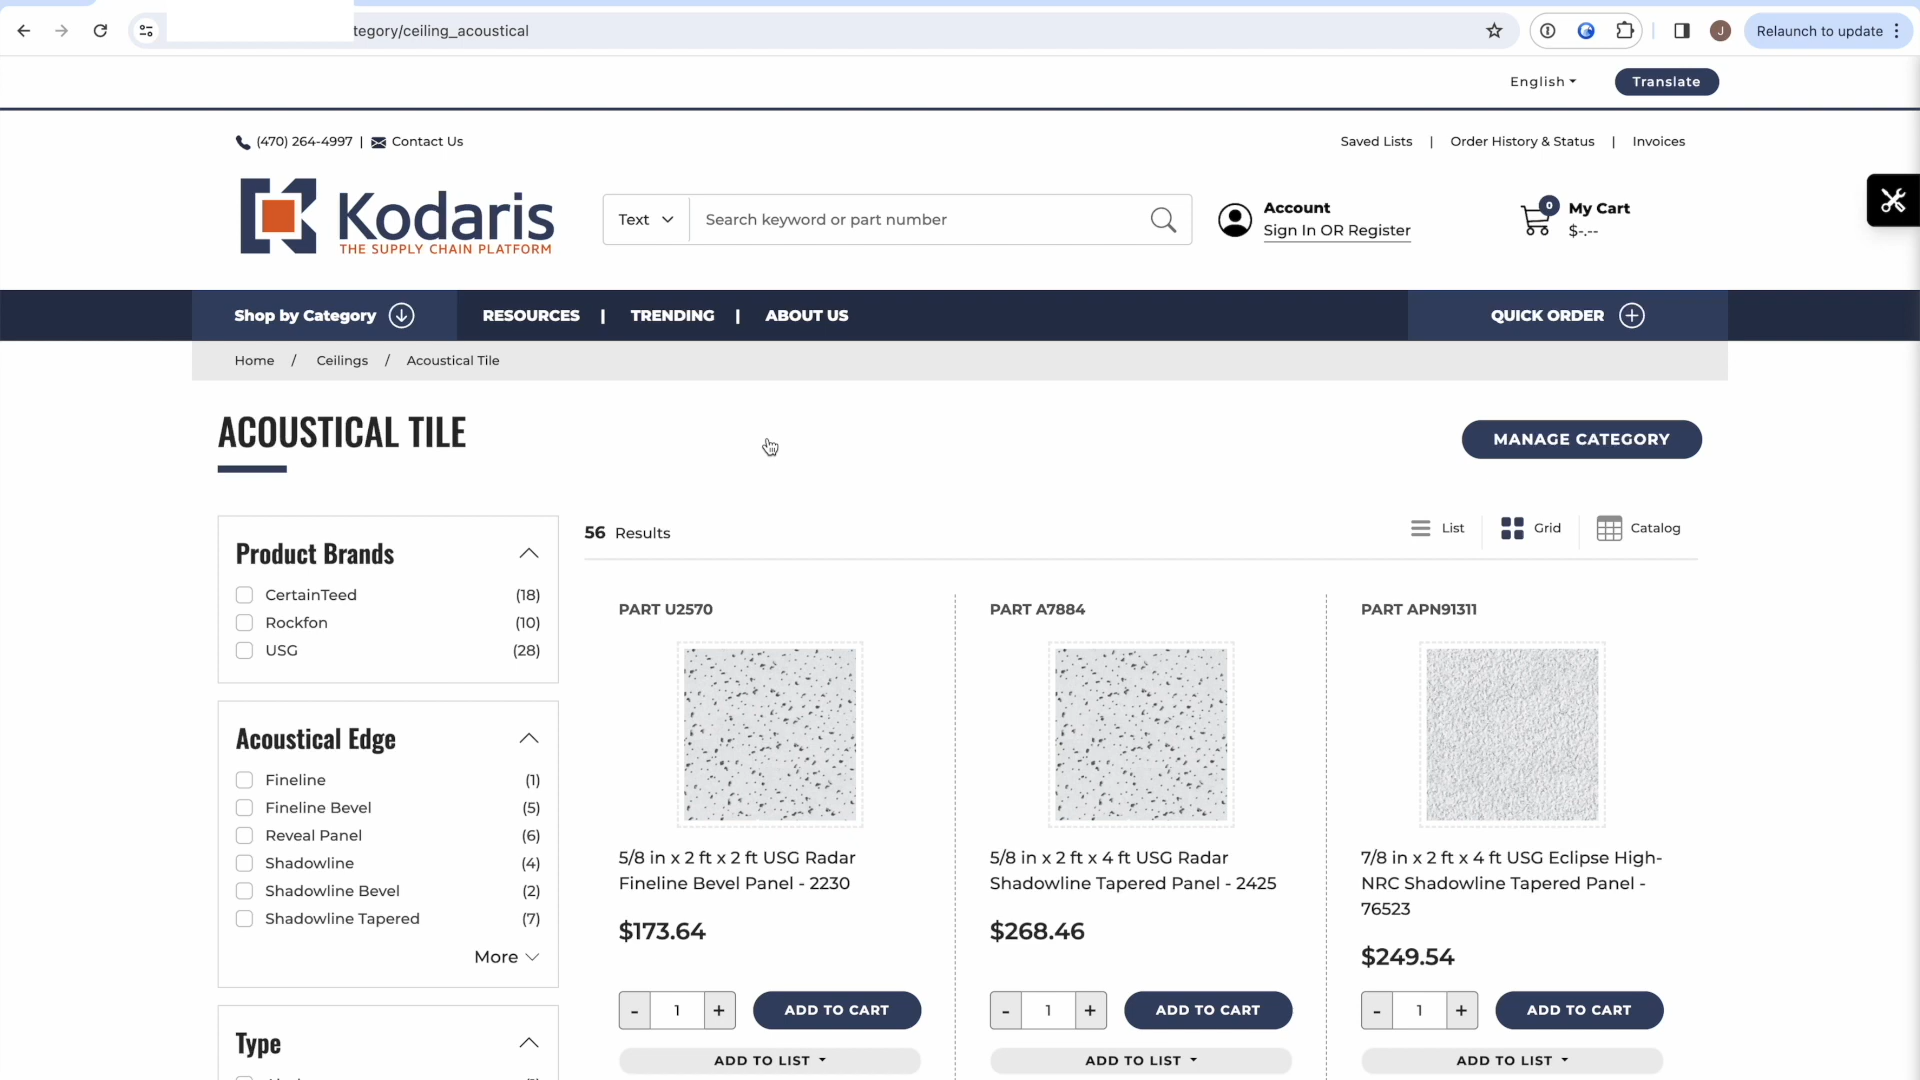 tegory/ceiling_acoustical
J
Relaunch to update
English
Translate
(470) 264-4997 | Contact Us
Saved Lists | Order History & Status | Invoices
Kodaris
THE SUPPLY CHAIN PLATFORM
Text
Search keyword or part number
Account
Sign In OR Register
0
My Cart
$-.--
Shop by Category
RESOURCES | TRENDING | ABOUT US
QUICK ORDER
Home / Ceilings / Acoustical Tile
ACOUSTICAL TILE
MANAGE CATEGORY
Product Brands
CertainTeed (18)
Rockfon (10)
USG (28)
Acoustical Edge
Fineline (1)
Fineline Bevel (5)
Reveal Panel (6)
Shadowline (4)
Shadowline Bevel (2)
Shadowline Tapered (7)
More
Type
56 Results
List
Grid
Catalog
PART U2570
5/8 in x 2 ft x 2 ft USG Radar
Fineline Bevel Panel - 2230
$173.64
- 1 +
ADD TO CART
ADD TO LIST
PART A7884
5/8 in x 2 ft x 4 ft USG Radar
Shadowline Tapered Panel - 2425
$268.46
- 1 +
ADD TO CART
ADD TO LIST
PART APN91311
7/8 in x 2 ft x 4 ft USG Eclipse High-
NRC Shadowline Tapered Panel -
76523
$249.54
- 1 +
ADD TO CART
ADD TO LIST